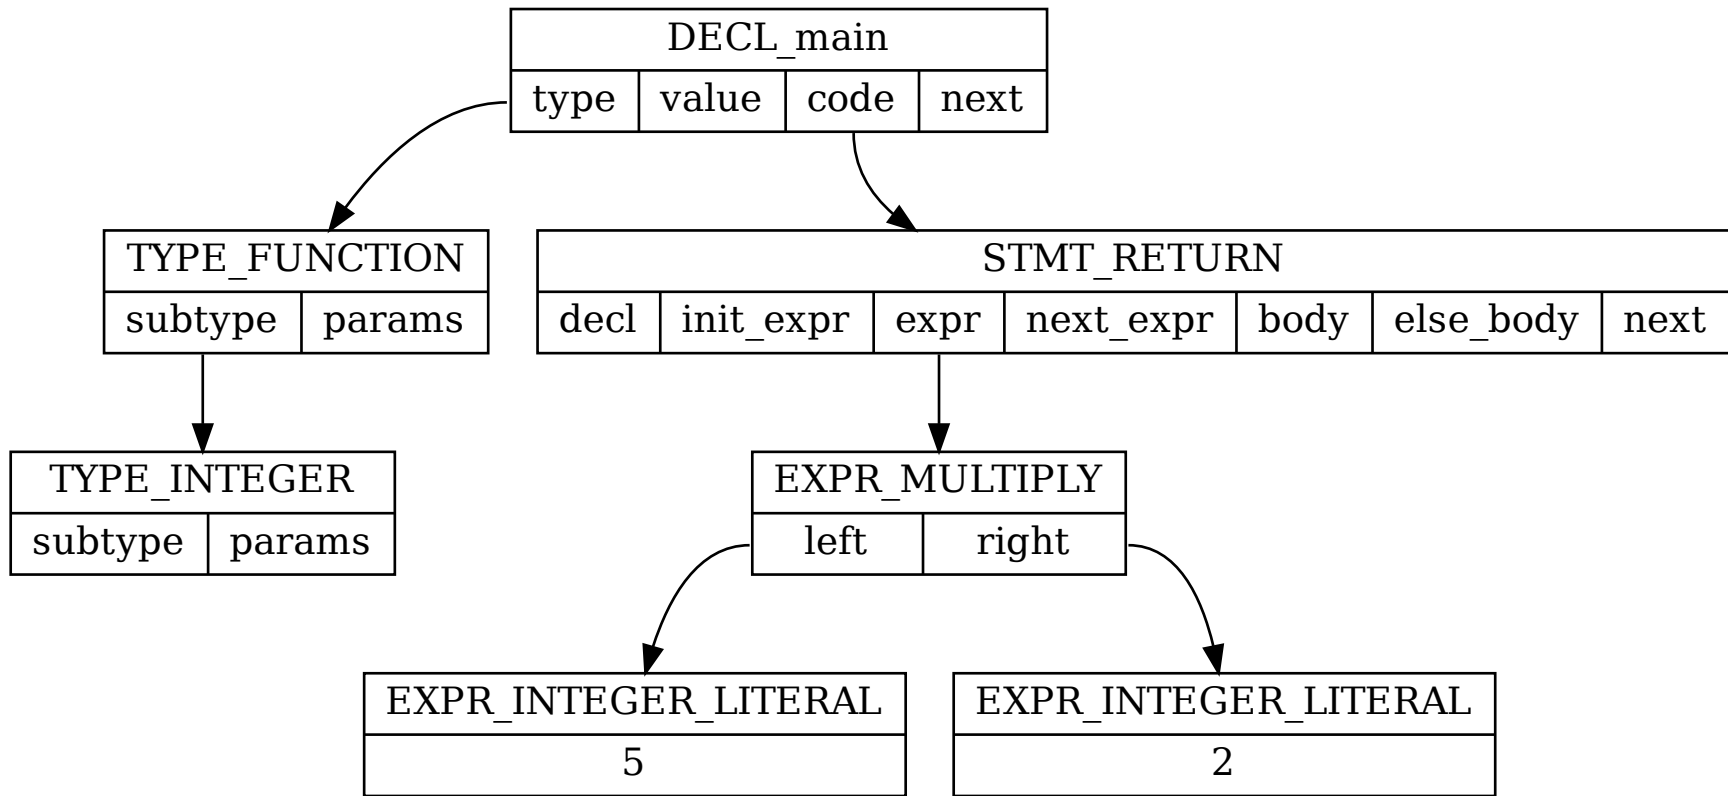 DECL_main
type value code next
TYPE_FUNCTION
subtype params
STMT_RETURN
decl init_expr expr next_expr body else_body next
TYPE_INTEGER
subtype params
EXPR_MULTIPLY
left right
EXPR_INTEGER_LITERAL
5
EXPR_INTEGER_LITERAL
2